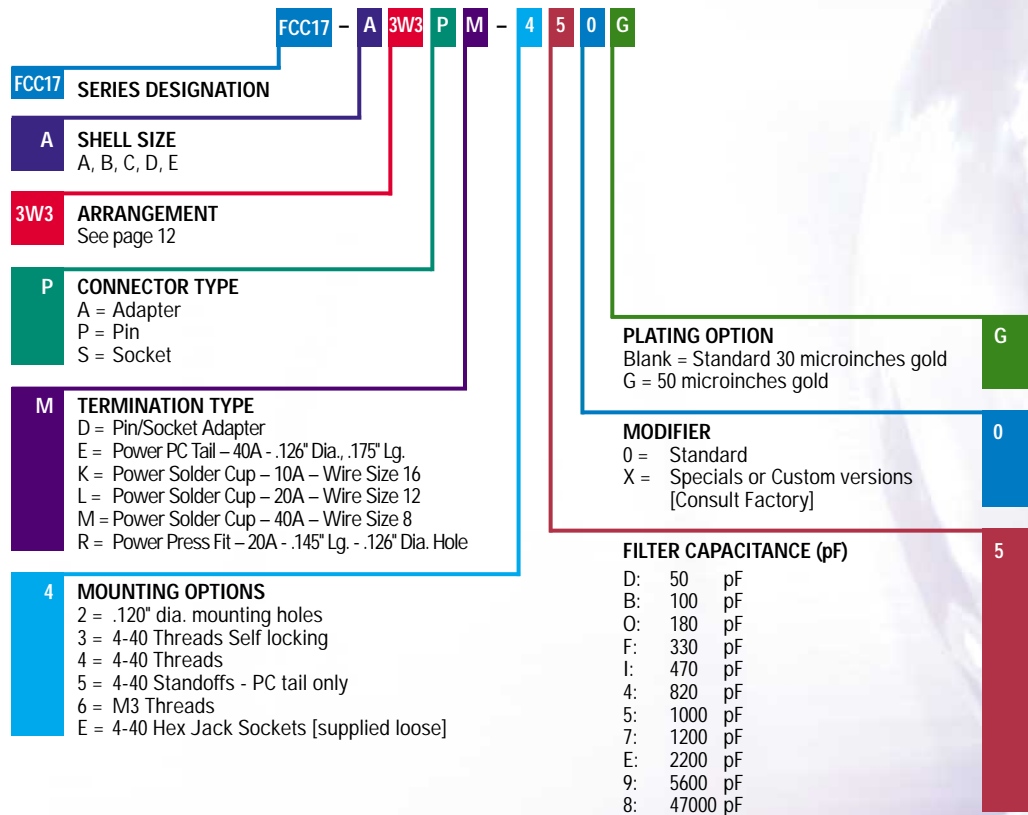 FCC17 – A 3W3 P M – 4 5 0 G
FCC17 SERIES DESIGNATION
A SHELL SIZE
A, B, C, D, E
3W3 ARRANGEMENT
See page 12
P CONNECTOR TYPE
A = Adapter
P = Pin
S = Socket
M TERMINATION TYPE
D = Pin/Socket Adapter
E = Power PC Tail – 40A - .126" Dia., .175" Lg.
K = Power Solder Cup – 10A – Wire Size 16
L = Power Solder Cup – 20A – Wire Size 12
M = Power Solder Cup – 40A – Wire Size 8
R = Power Press Fit – 20A - .145" Lg. - .126" Dia. Hole
4 MOUNTING OPTIONS
2 = .120" dia. mounting holes
3 = 4-40 Threads Self locking
4 = 4-40 Threads
5 = 4-40 Standoffs - PC tail only
6 = M3 Threads
E = 4-40 Hex Jack Sockets [supplied loose]
PLATING OPTION G
Blank = Standard 30 microinches gold
G = 50 microinches gold
MODIFIER 0
0 = Standard
X = Specials or Custom versions
[Consult Factory]
FILTER CAPACITANCE (pF) 5
D: 50 pF
B: 100 pF
O: 180 pF
F: 330 pF
I: 470 pF
4: 820 pF
5: 1000 pF
7: 1200 pF
E: 2200 pF
9: 5600 pF
8: 47000 pF